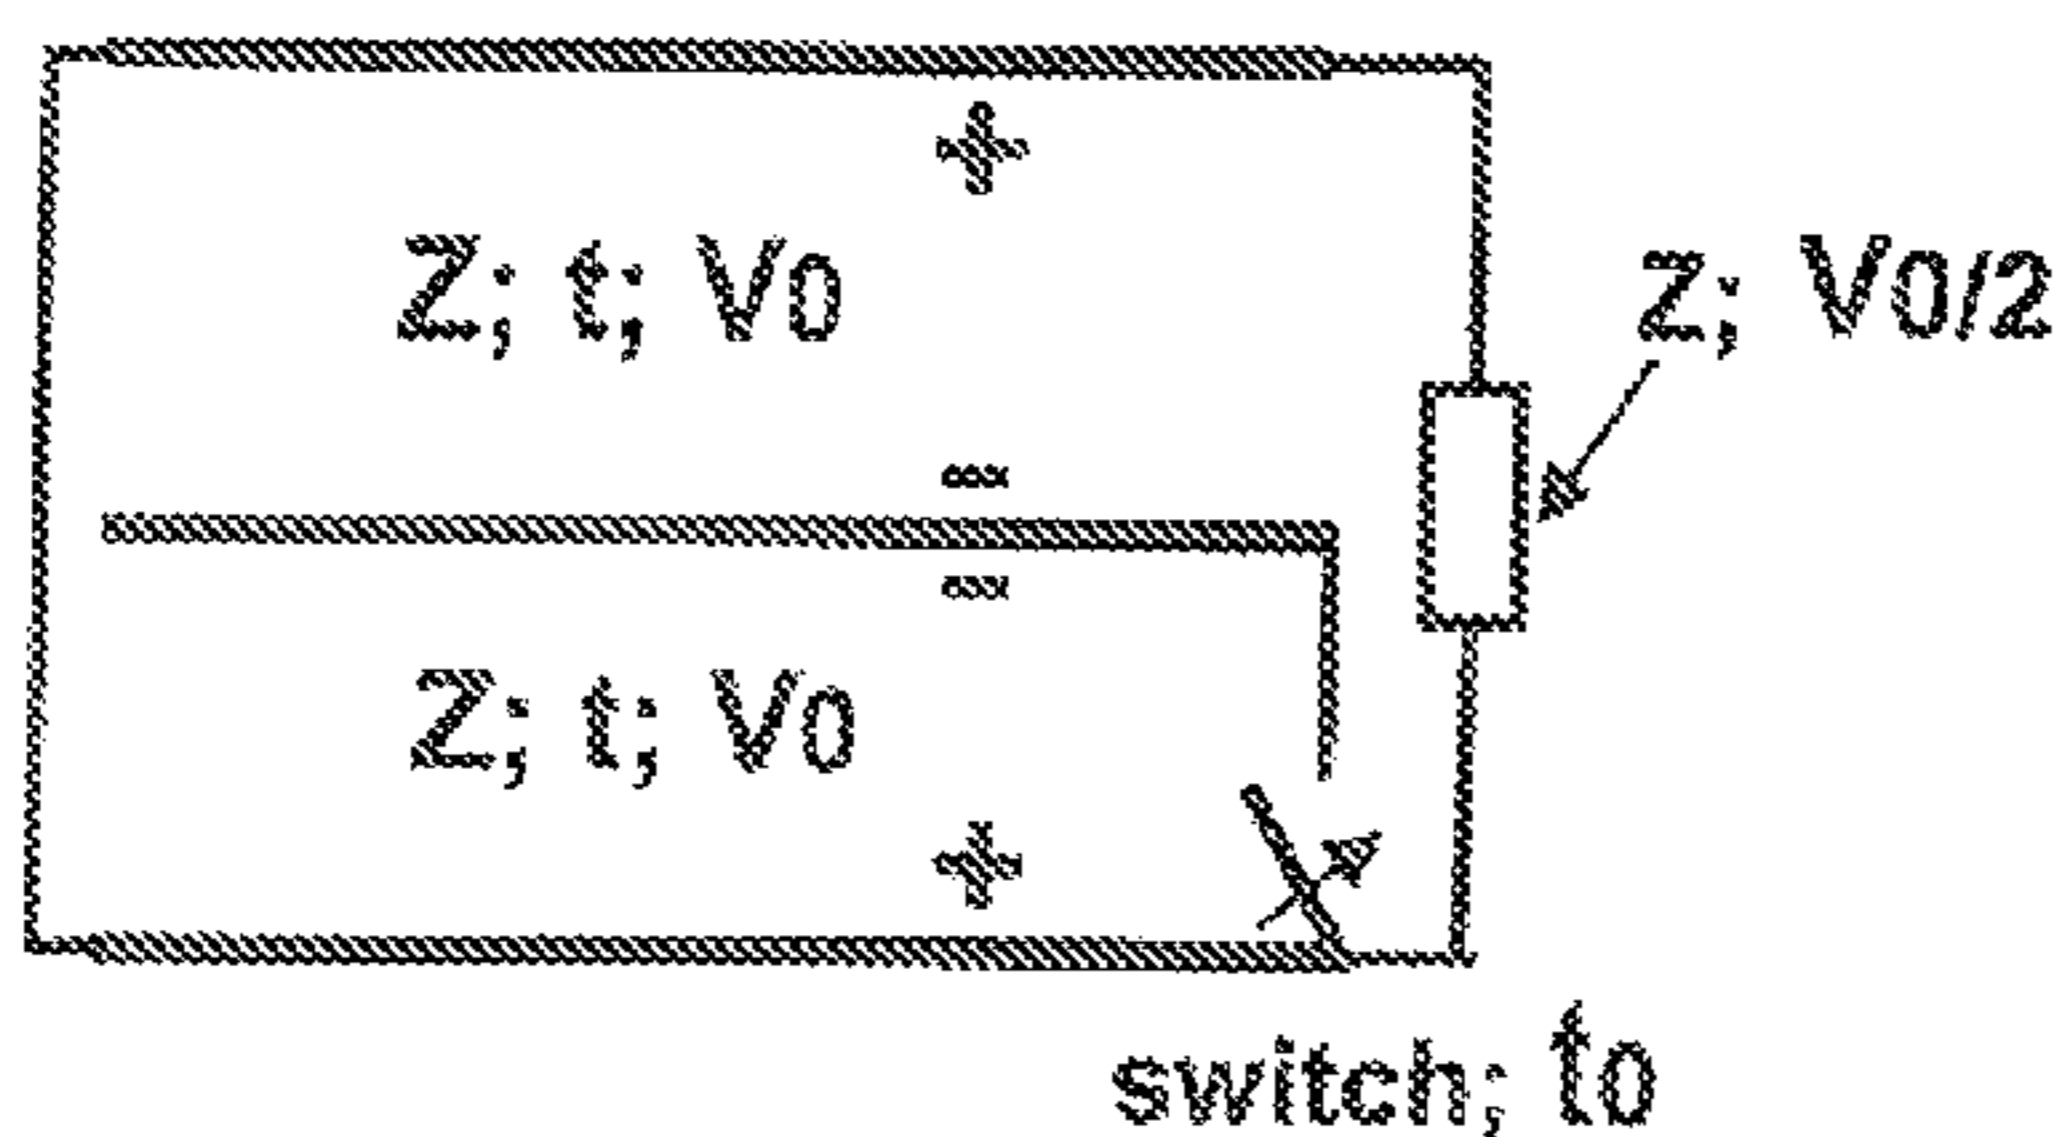 +
Z; t; V0
Z; V0/2
-
-
Z; t; V0
+
switch; t0